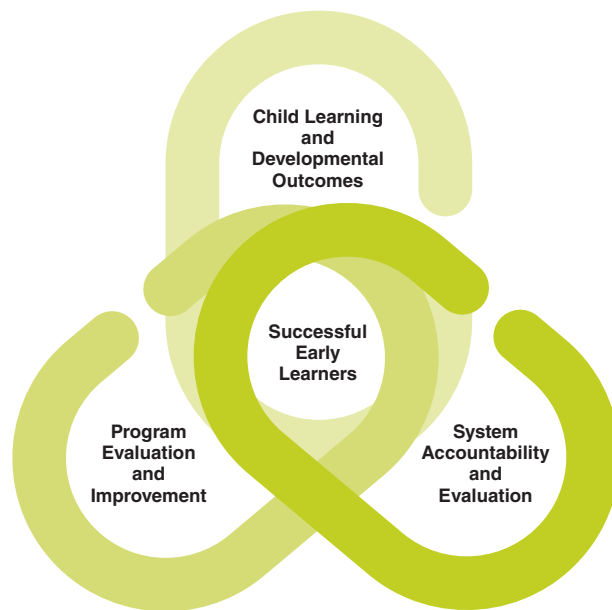 Child Learning
and
Developmental
Outcomes
Successful
Early
Learners
Program
Evaluation
and
Improvement
System
Accountability
and
Evaluation